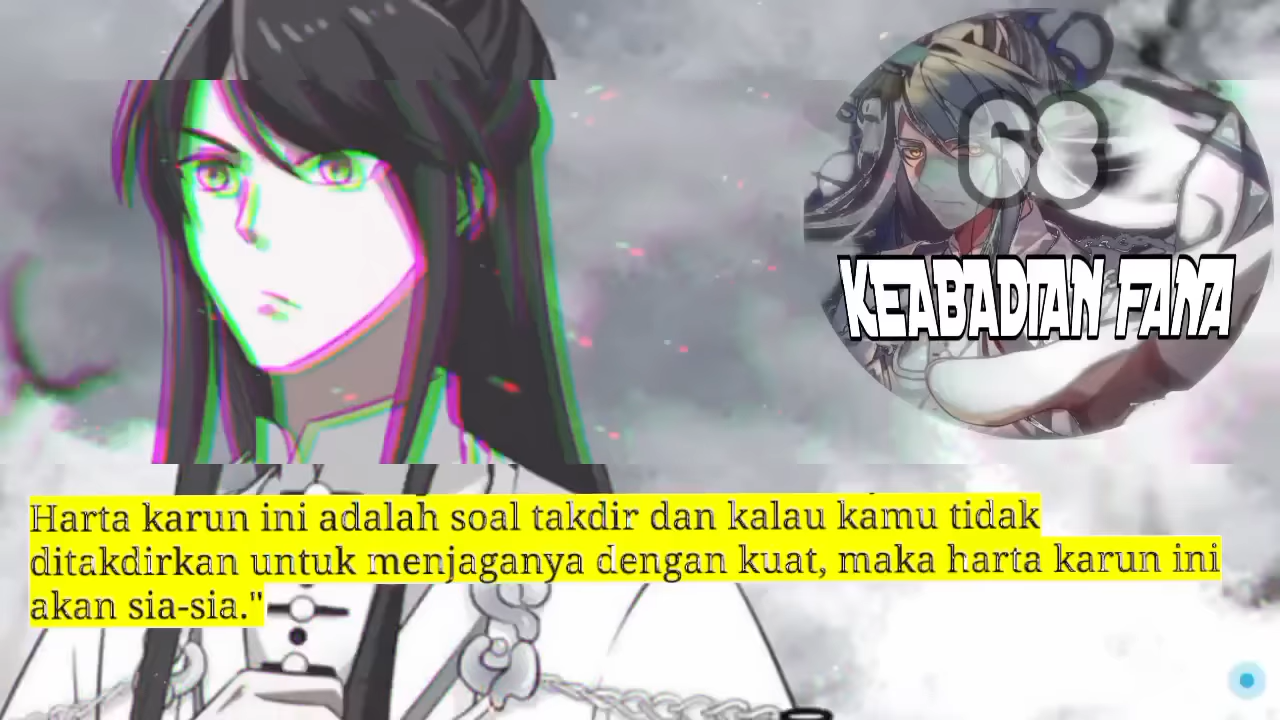 68
KEABADIAN FANA
Harta karun ini adalah soal takdir dan kalau kamu tidak
ditakdirkan untuk menjaganya dengan kuat, maka harta karun ini
akan sia-sia."